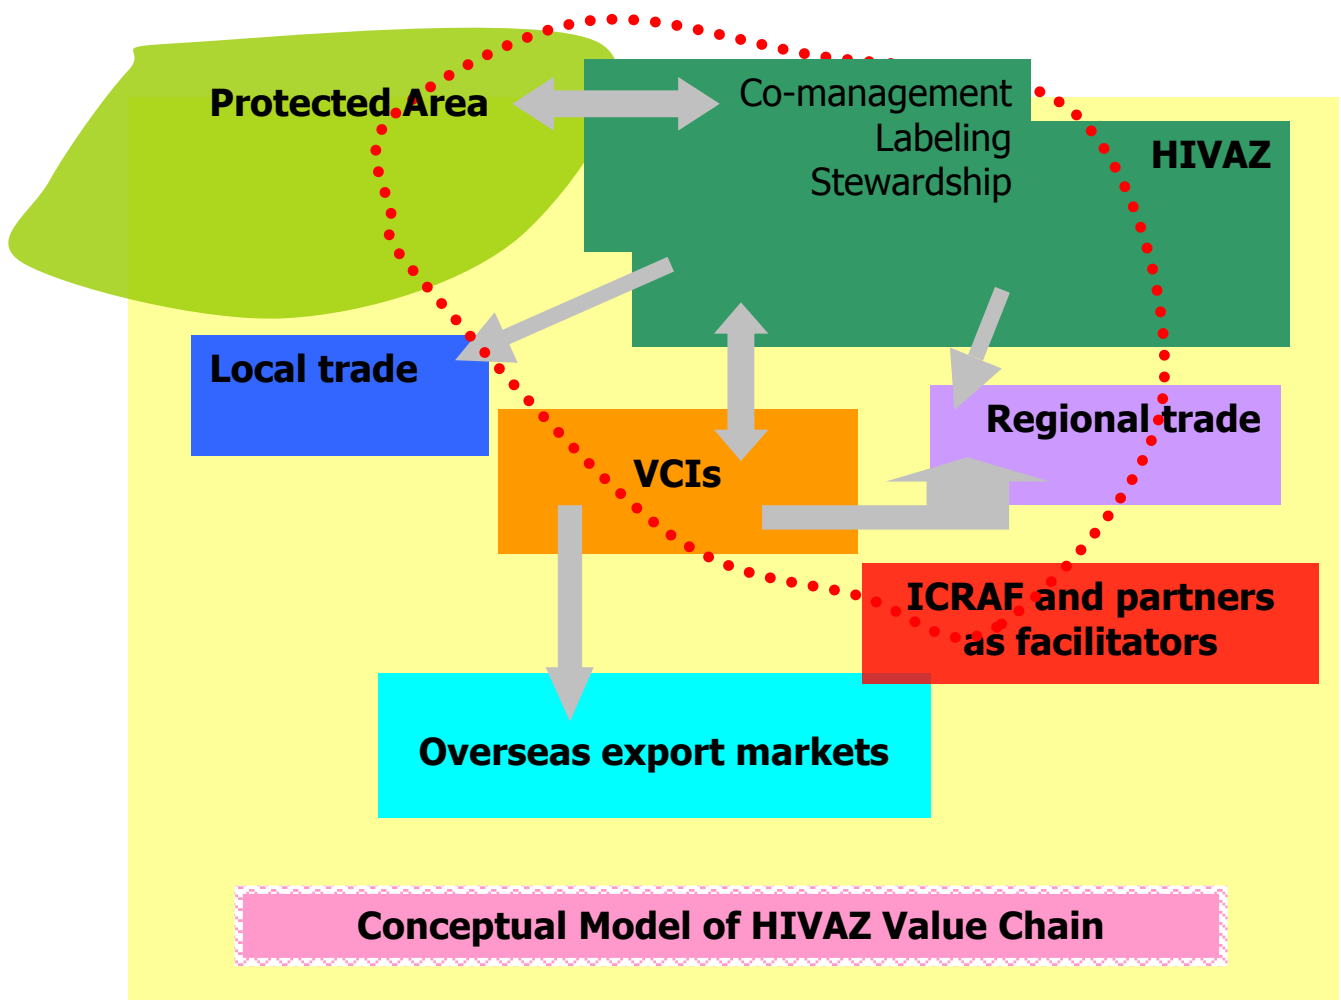 Protected Area
Co-management
Labeling
Stewardship
HIVAZ
Local trade
Regional trade
VCIs
ICRAF and partners
as facilitators
Overseas export markets
Conceptual Model of HIVAZ Value Chain